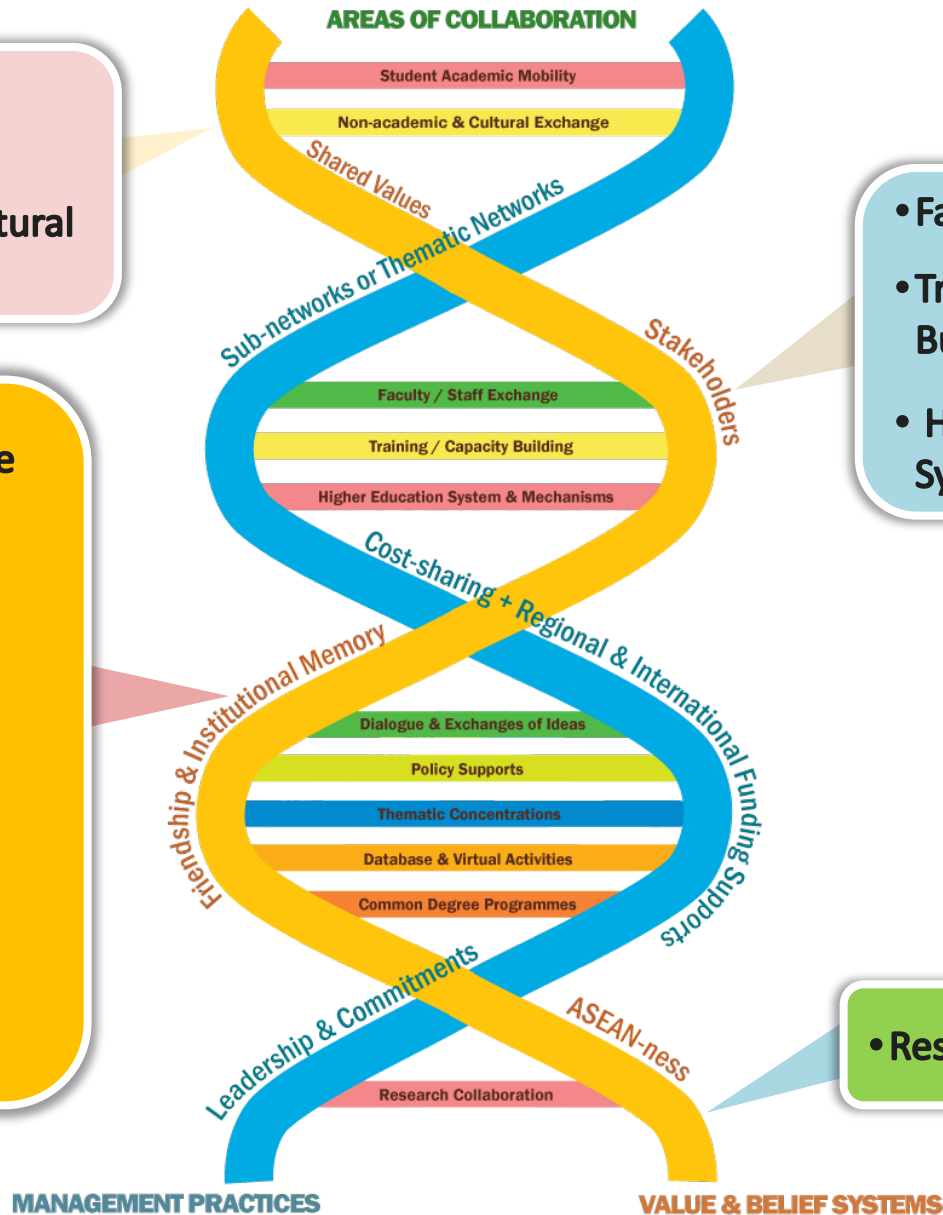 AREAS OF COLLABORATION
Student Academic Mobility
Non-academic & Cultural Exchange
Shared Values
Sub-networks or Thematic Networks
tural
• Fa
• Tr
Bu
• H
Sy
Stakeholders
Faculty / Staff Exchange
Training / Capacity Building
Higher Education System & Mechanisms
e
Cost-sharing + Regional & International Funding Supports
Friendship & Institutional Memory
Dialogue & Exchanges of Ideas
Policy Supports
Thematic Concentrations
Database & Virtual Activities
Common Degree Programmes
Leadership & Commitments
ASEAN-ness
• Res
Research Collaboration
MANAGEMENT PRACTICES
VALUE & BELIEF SYSTEMS